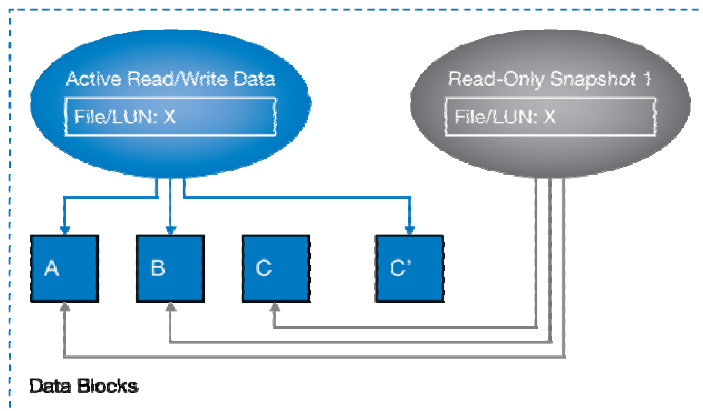 Active Read/Write Data
File/LUN: X
Read-Only Snapshot 1
File/LUN: X
A
B
C
C'
Data Blocks